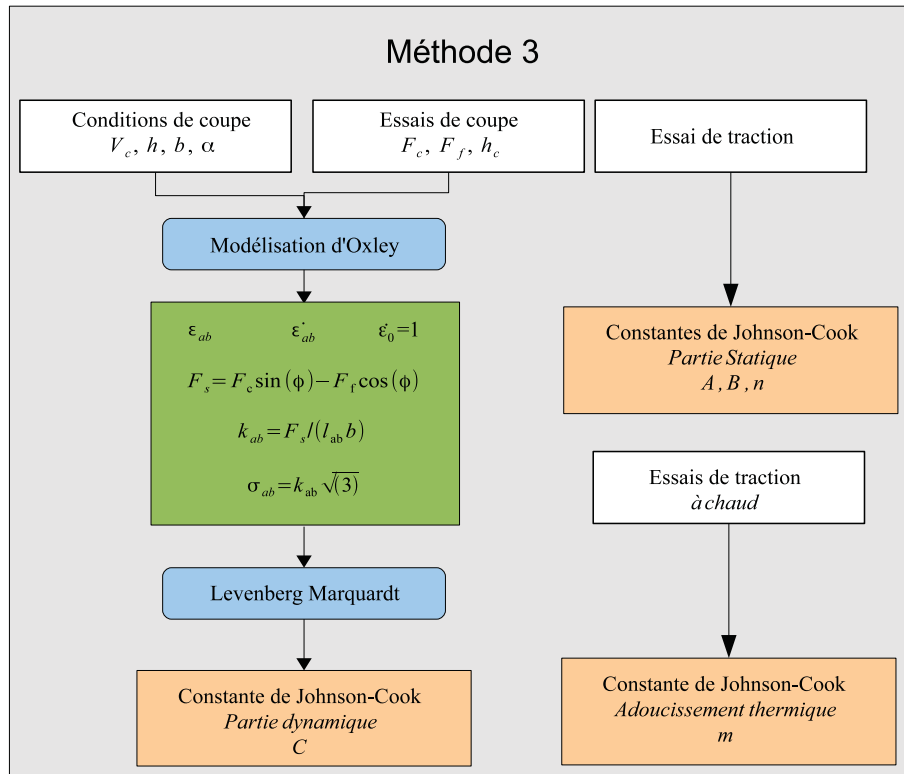 Méthode 3
Conditions de coupe
V_c, h, b, α
Essais de coupe
F_c, F_f, h_c
Essai de traction
Modélisation d'Oxley
ε_ab ε̇_ab ε̇_0=1
F_s=F_c sin(ϕ)−F_f cos(ϕ)
k_ab=F_s/(l_ab b)
σ_ab=k_ab √(3)
Levenberg Marquardt
Constante de Johnson-Cook
Partie dynamique
C
Constantes de Johnson-Cook
Partie Statique
A, B, n
Essais de traction
à chaud
Constante de Johnson-Cook
Adoucissement thermique
m